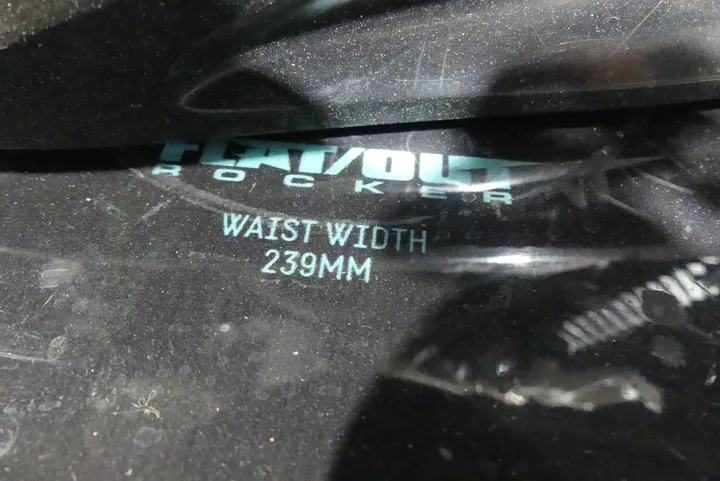 FLAT/OUT
ROCKER
WAIST WIDTH
239MM